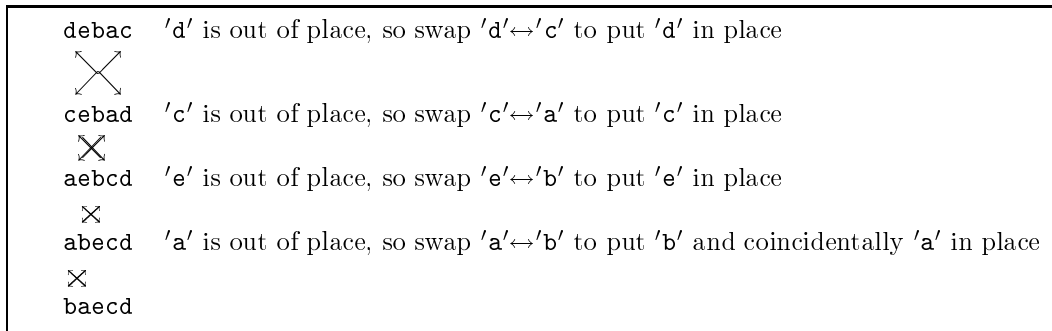 debac ′d′ is out of place, so swap ′d′↔′c′ to put ′d′ in place
cebad ′c′ is out of place, so swap ′c′↔′a′ to put ′c′ in place
aebcd ′e′ is out of place, so swap ′e′↔′b′ to put ′e′ in place
abecd ′a′ is out of place, so swap ′a′↔′b′ to put ′b′ and coincidentally ′a′ in place
baecd